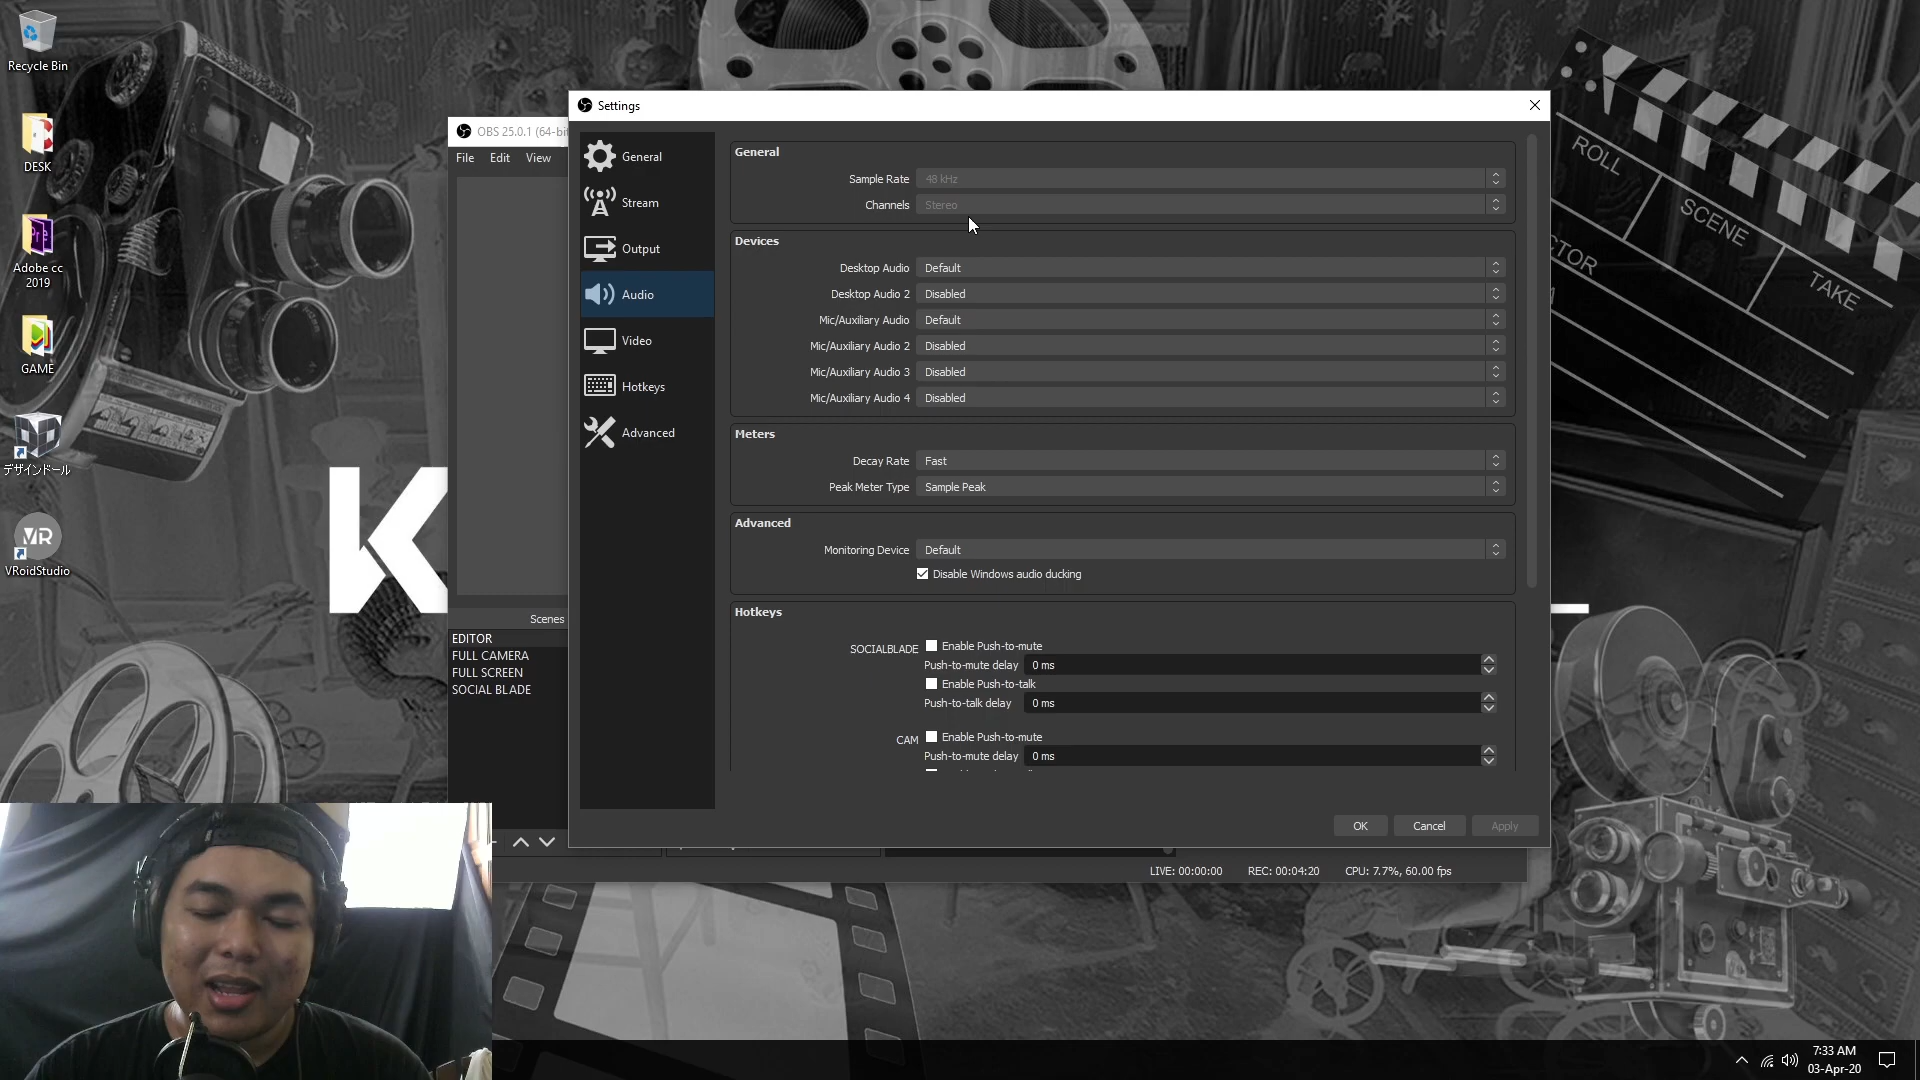 Recycle Bin
DESK
Adobe cc
2019
GAME
デザインドール
VRoidStudio
K
OBS 25.0.1 (64-bit
File Edit View
Scenes
EDITOR
FULL CAMERA
FULL SCREEN
SOCIAL BLADE
Settings
General
Stream
Output
Audio
Video
Hotkeys
Advanced
General
Sample Rate 48 kHz
Channels Stereo
Devices
Desktop Audio Default
Desktop Audio 2 Disabled
Mic/Auxiliary Audio Default
Mic/Auxiliary Audio 2 Disabled
Mic/Auxiliary Audio 3 Disabled
Mic/Auxiliary Audio 4 Disabled
Meters
Decay Rate Fast
Peak Meter Type Sample Peak
Advanced
Monitoring Device Default
Disable Windows audio ducking
Hotkeys
SOCIALBLADE Enable Push-to-mute
Push-to-mute delay 0 ms
Enable Push-to-talk
Push-to-talk delay 0 ms
CAM Enable Push-to-mute
Push-to-mute delay 0 ms
OK Cancel Apply
LIVE: 00:00:00 REC: 00:04:20 CPU: 7.7%, 60.00 fps
ROLL
SCENE
TAKE
7:33 AM
03-Apr-20